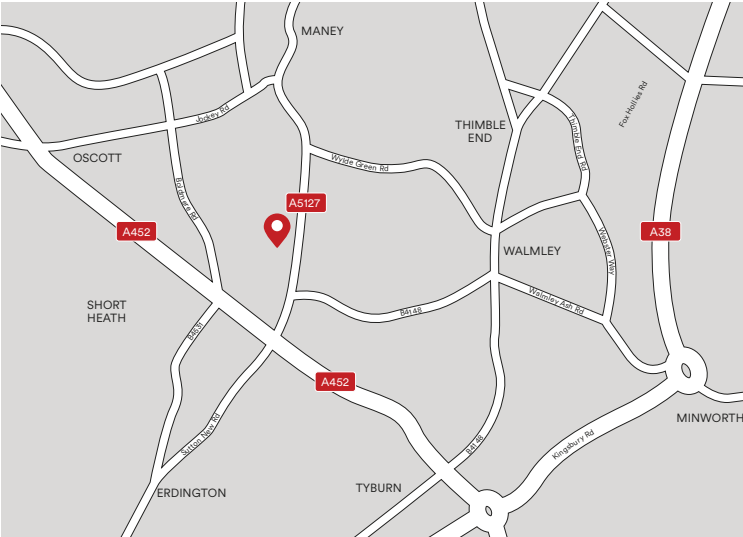 MANEY
Fox Hollies Rd
Jockey Rd
THIMBLE
END
Thimble End Rd
OSCOTT
Wylde Green Rd
Boldmere Rd
A5127
A452
A38
WALMLEY
Webster Way
SHORT
HEATH
Walmley Ash Rd
B4148
B4531
A452
MINWORTH
Sutton New Rd
Kingsbury Rd
B4148
TYBURN
ERDINGTON